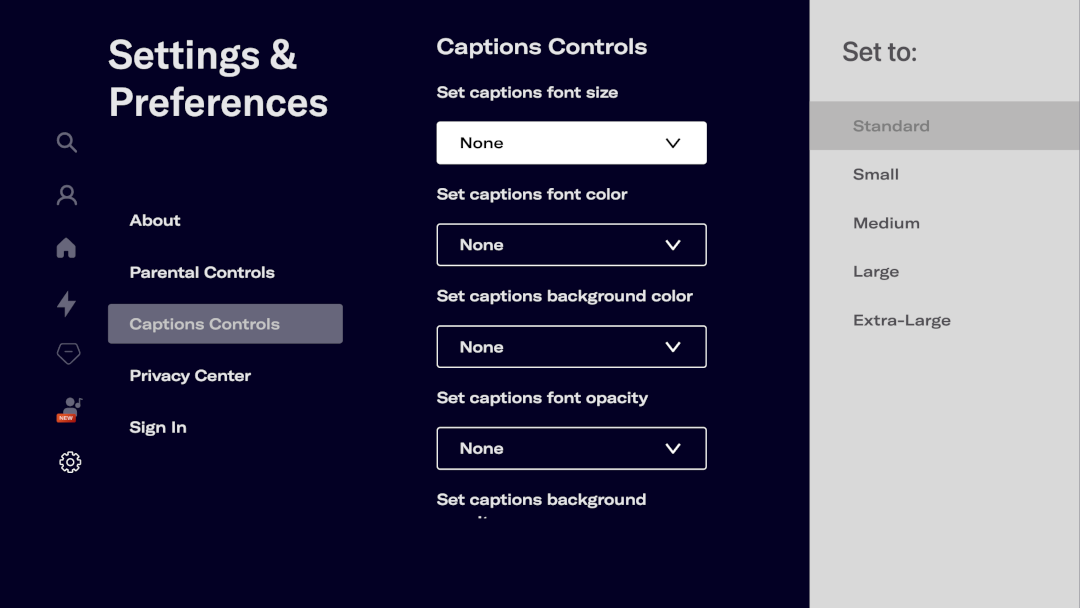 Settings &
Preferences
About
Parental Controls
Captions Controls
Privacy Center
Sign In
NEW
Captions Controls
Set captions font size
None
Set captions font color
None
Set captions background color
None
Set captions font opacity
None
Set captions background
Set to:
Standard
Small
Medium
Large
Extra-Large